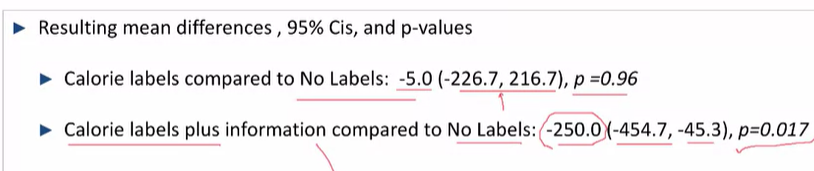 Resulting mean differences , 95% Cis, and p-values
Calorie labels compared to No Labels: -5.0 (-226.7, 216.7), p =0.96
Calorie labels plus information compared to No Labels: -250.0 (-454.7, -45.3), p=0.017